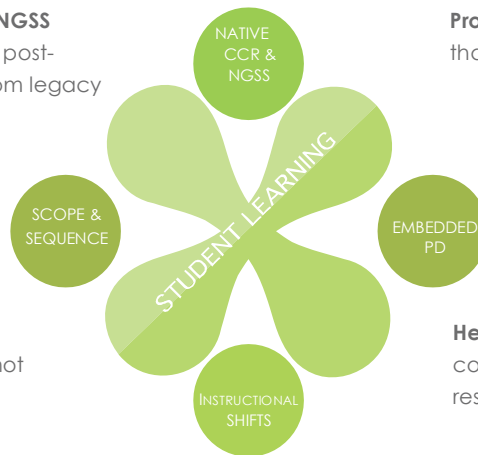 NGSS
post-
om legacy
Pro
tha
NATIVE
CCR &
NGSS
STUDENT LEARNING
SCOPE &
SEQUENCE
EMBEDDED
PD
INSTRUCTIONAL
SHIFTS
not
He
co
res